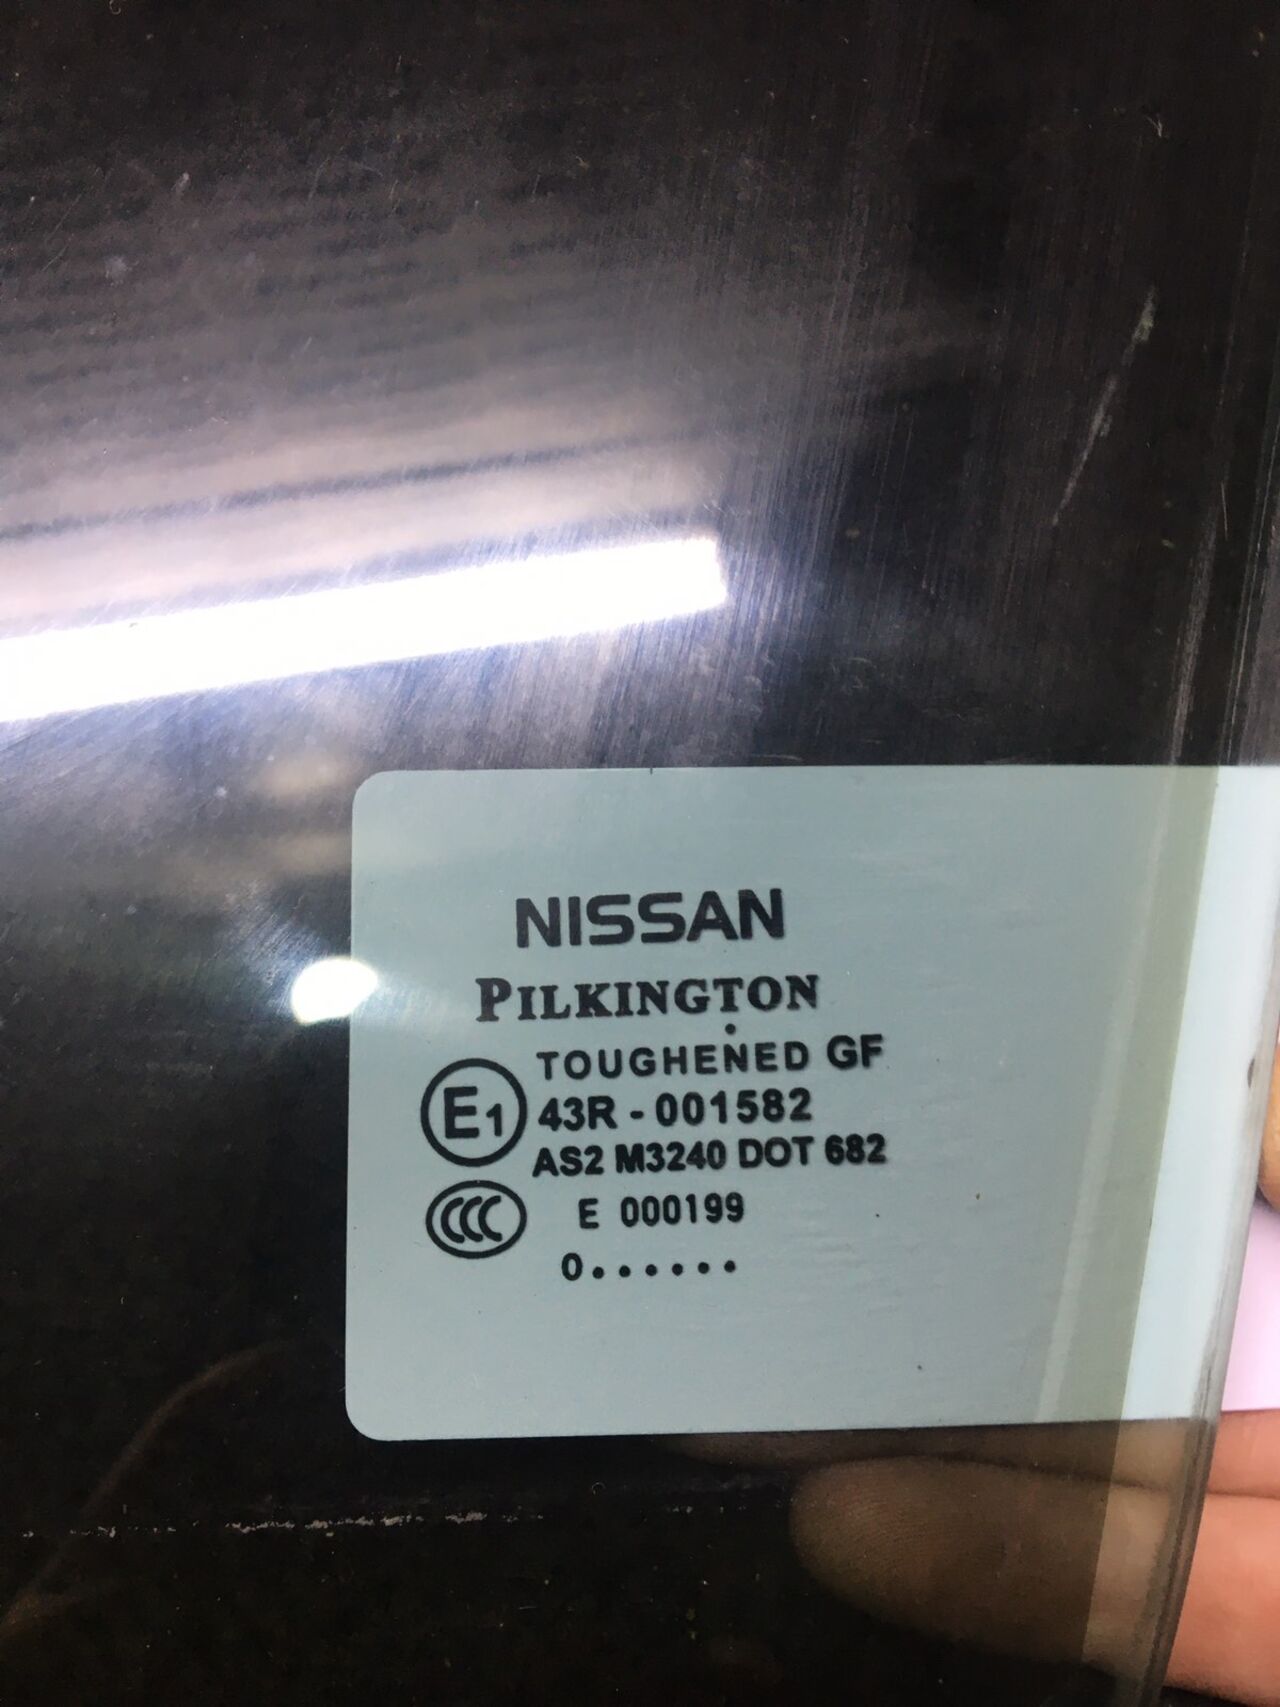 NISSAN
PILKINGTON
TOUGHENED GF
E1 43R - 001582
AS2 M3240 DOT 682
CCC E 000199
0......